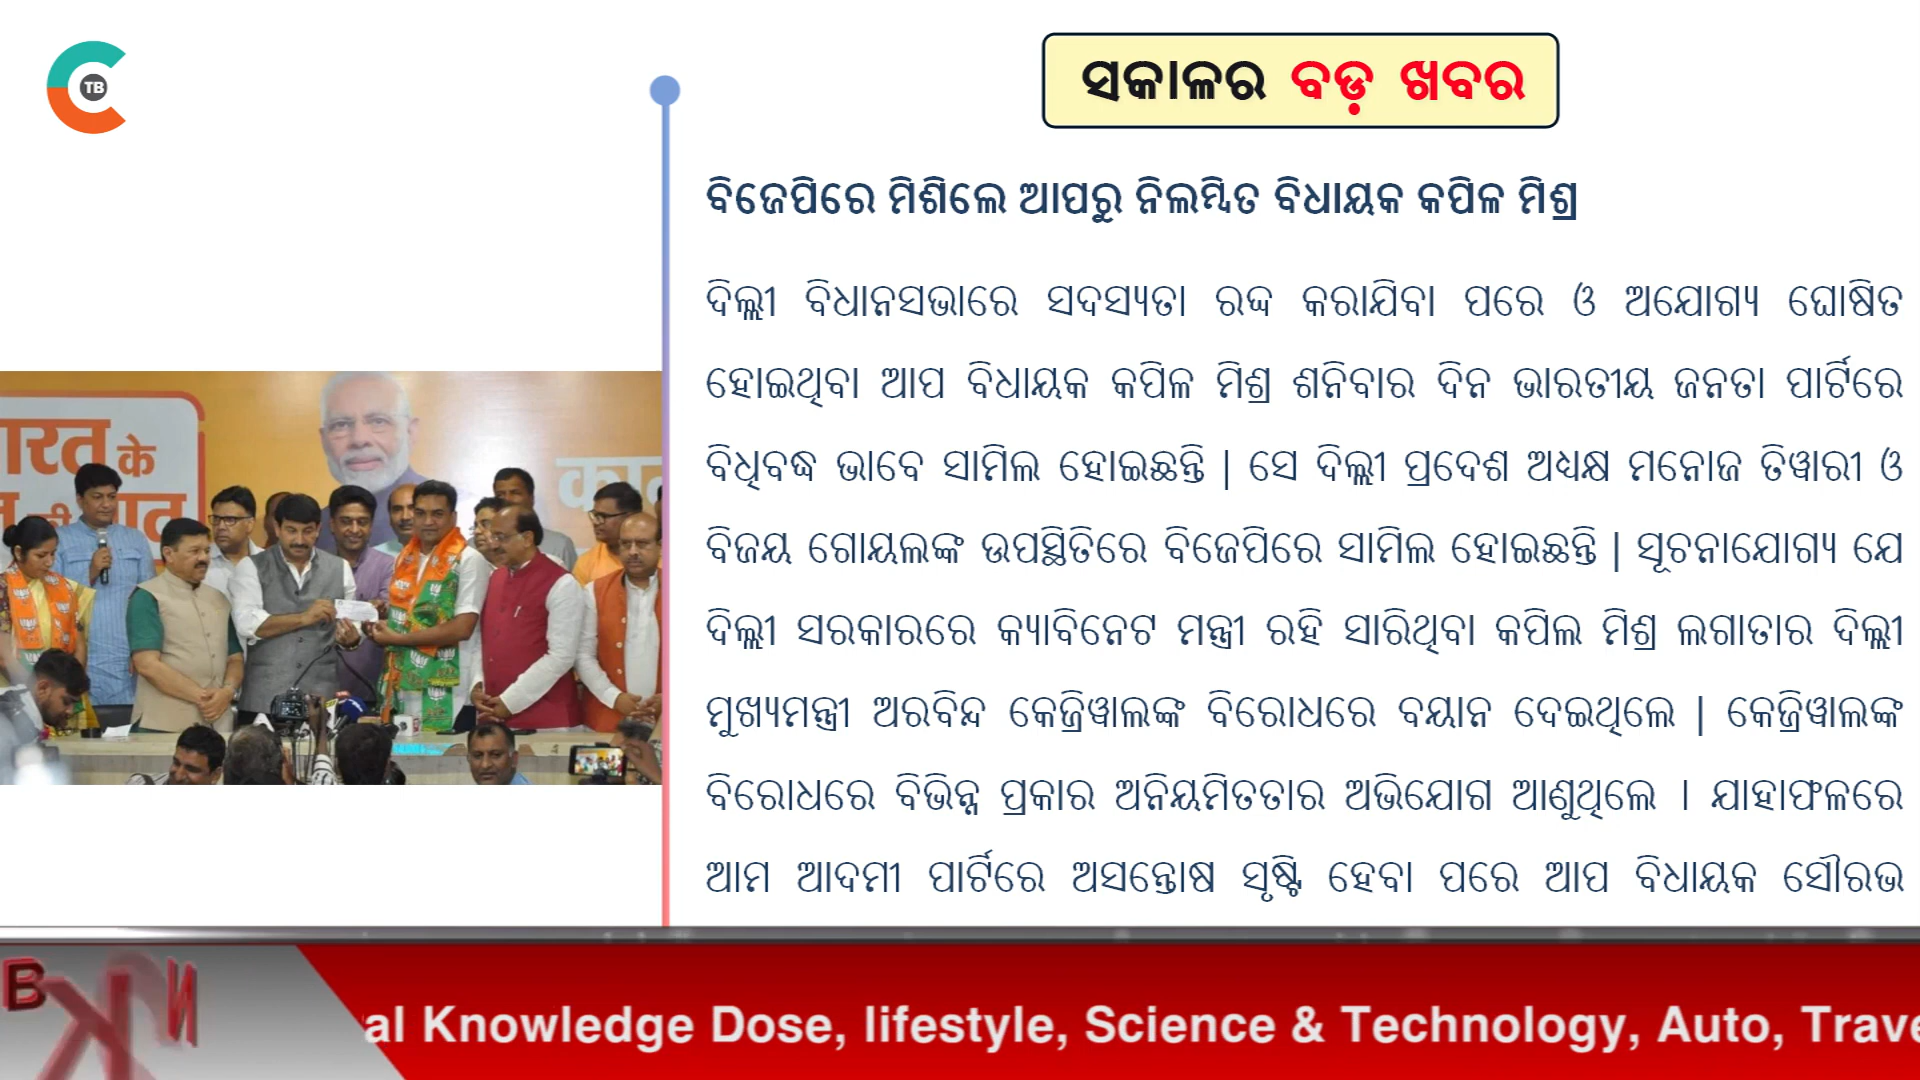 TB
ସକାଳର ବଡ଼ ଖବର
ବିଜେପିରେ ମିଶିଲେ ଆପରୁ ନିଲମ୍ବିତ ବିଧାୟକ କପିଳ ମିଶ୍ର
ଦିଲ୍ଲୀ ବିଧାନସଭାରେ ସଦସ୍ୟତା ରଦ୍ଦ କରାଯିବା ପରେ ଓ ଅଯୋଗ୍ୟ ଘୋଷିତ
ହୋଇଥିବା ଆପ ବିଧାୟକ କପିଳ ମିଶ୍ର ଶନିବାର ଦିନ ଭାରତୀୟ ଜନତା ପାର୍ଟିରେ
ବିଧିବଦ୍ଧ ଭାବେ ସାମିଲ ହୋଇଛନ୍ତି | ସେ ଦିଲ୍ଲୀ ପ୍ରଦେଶ ଅଧ୍ୟକ୍ଷ ମନୋଜ ତିୱାରୀ ଓ
ବିଜୟ ଗୋୟଲଙ୍କ ଉପସ୍ଥିତିରେ ବିଜେପିରେ ସାମିଲ ହୋଇଛନ୍ତି | ସୂଚନାଯୋଗ୍ୟ ଯେ
ଦିଲ୍ଲୀ ସରକାରରେ କ୍ୟାବିନେଟ ମନ୍ତ୍ରୀ ରହି ସାରିଥିବା କପିଲ ମିଶ୍ର ଲଗାତାର ଦିଲ୍ଲୀ
ମୁଖ୍ୟମନ୍ତ୍ରୀ ଅରବିନ୍ଦ କେଜ୍ରିୱାଲଙ୍କ ବିରୋଧରେ ବୟାନ ଦେଇଥିଲେ | କେଜ୍ରିୱାଲଙ୍କ
ବିରୋଧରେ ବିଭିନ୍ନ ପ୍ରକାର ଅନିୟମିତତାର ଅଭିଯୋଗ ଆଣୁଥିଲେ । ଯାହାଫଳରେ
ଆମ ଆଦମୀ ପାର୍ଟିରେ ଅସନ୍ତୋଷ ସୃଷ୍ଟି ହେବା ପରେ ଆପ ବିଧାୟକ ସୌରଭ
के
B K N
al Knowledge Dose, lifestyle, Science & Technology, Auto, Trave